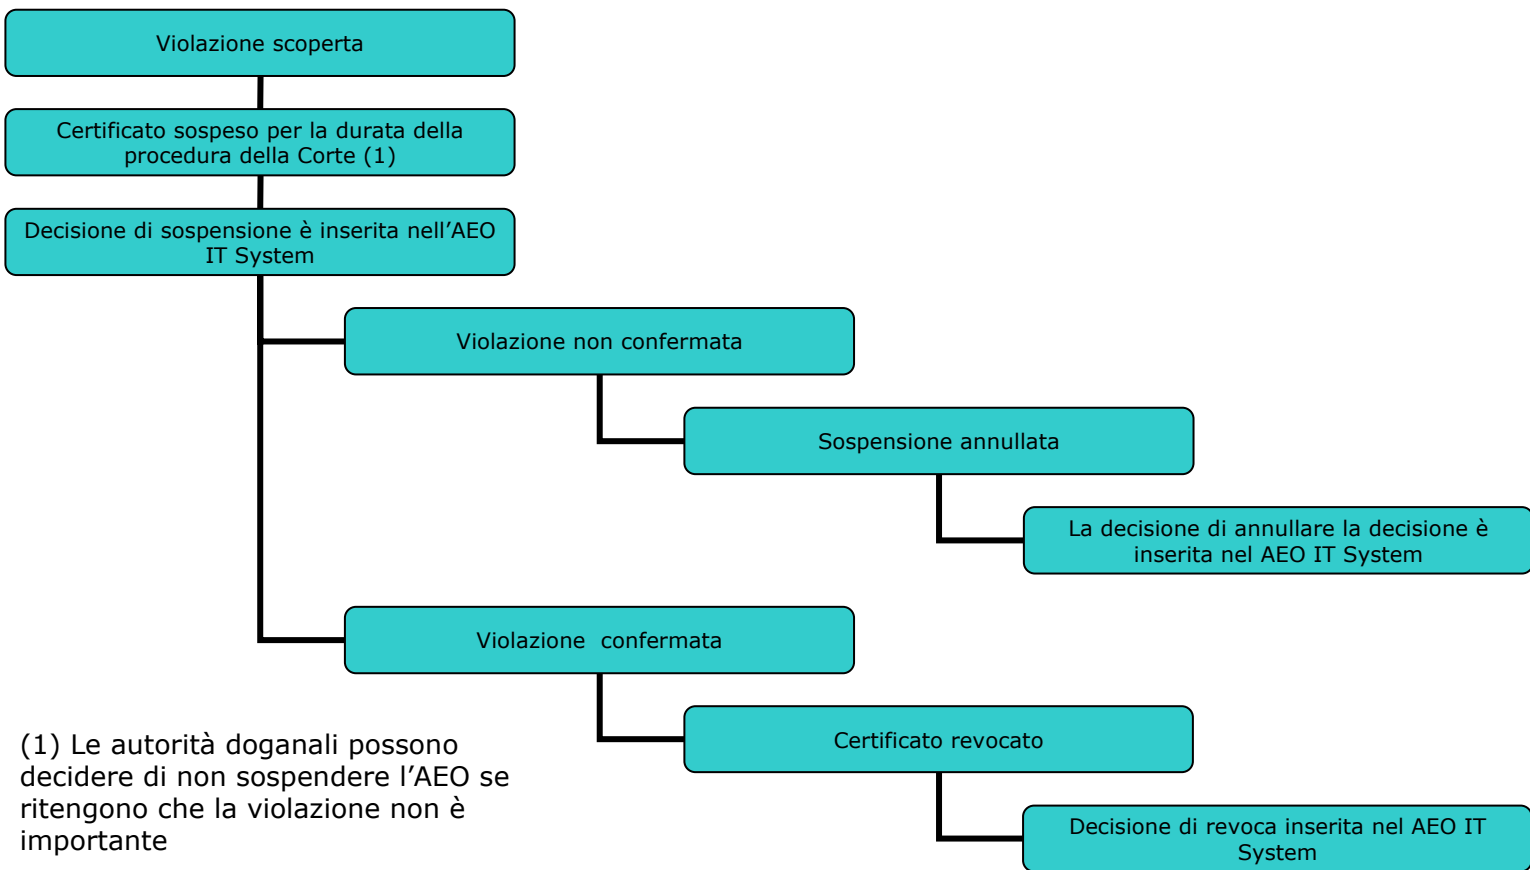 Violazione scoperta
Certificato sospeso per la durata della
procedura della Corte (1)
Decisione di sospensione è inserita nell’AEO
IT System
Violazione non confermata
Sospensione annullata
La decisione di annullare la decisione è
inserita nel AEO IT System
Violazione  confermata
Certificato revocato
Decisione di revoca inserita nel AEO IT
System
(1) Le autorità doganali possono
decidere di non sospendere l’AEO se
ritengono che la violazione non è
importante